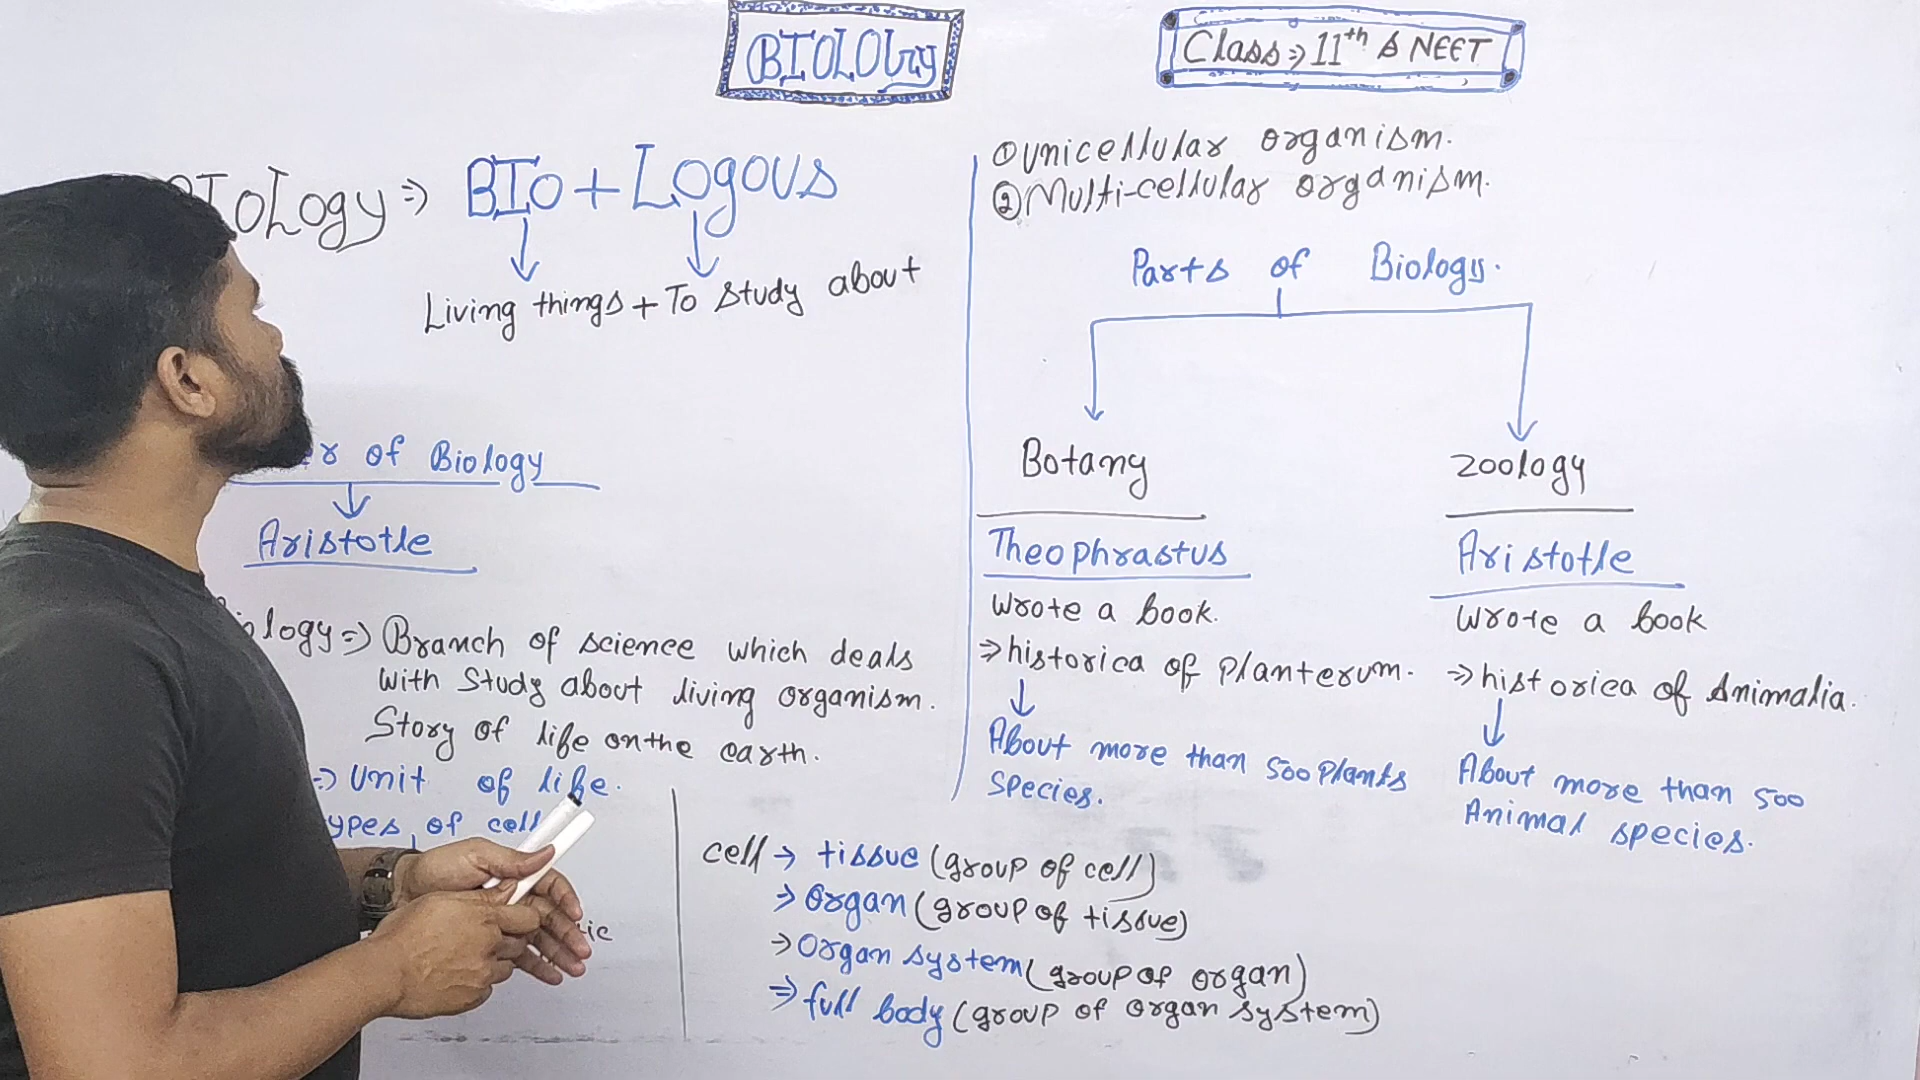 BIOLOGY
Class ⇒ 11th & NEET
BIOLOGY ⇒ BIO + LOGOUS
Living things + To study about
of Biology
Aristotle
Biology ⇒ Branch of science which deals
with study about living organism.
Story of life on the earth.
⇒ Unit of life.
types of cell
① unicellular organism.
② Multi-cellular organism.
Parts of Biology.
Botany
Theophrastus
Wrote a book.
⇒ historica of Planterum.
About more than 500 Plants
species.
Zoology
Aristotle
Wrote a book
⇒ historica of Animalia.
About more than 500
Animal species.
cell → tissue (group of cell)
⇒ Organ (group of tissue)
→ Organ system (group of organ)
⇒ full body (group of organ system)